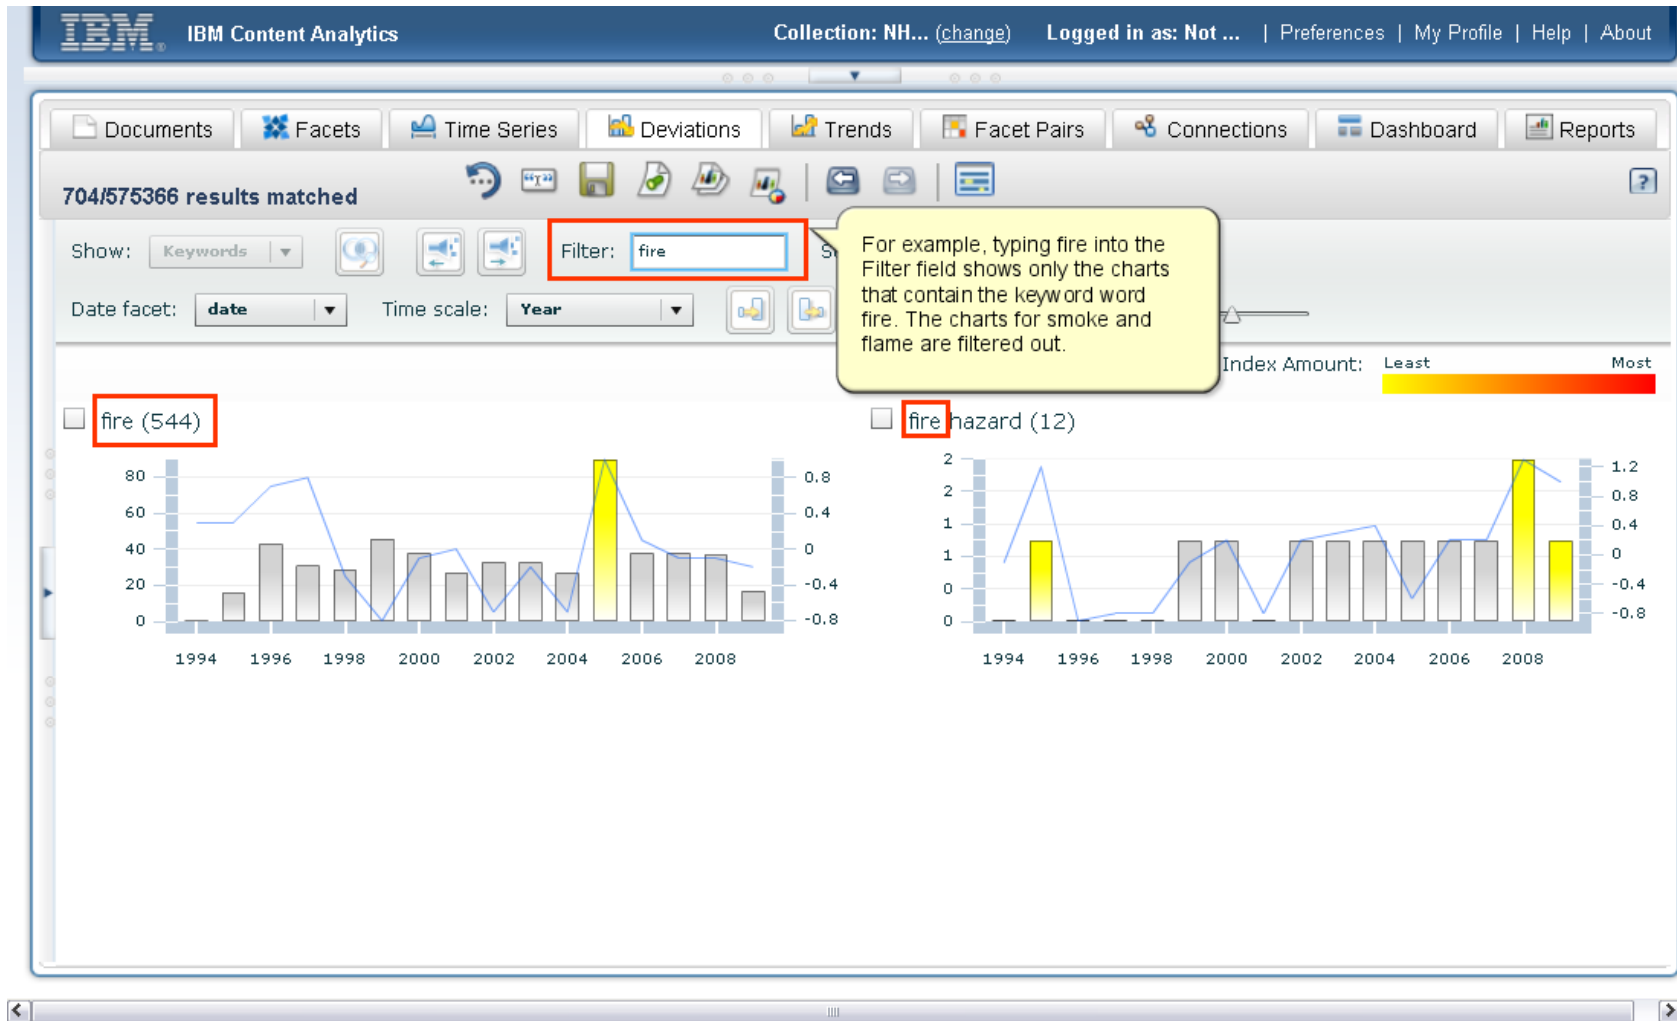 IBM IBM Content Analytics Collection: NH... (change) Logged in as: Not ... | Preferences | My Profile | Help | About
Documents Facets Time Series Deviations Trends Facet Pairs Connections Dashboard Reports
704/575366 results matched
Show: Keywords Filter: fire
Date facet: date Time scale: Year
For example, typing fire into the
Filter field shows only the charts
that contain the keyword word
fire. The charts for smoke and
flame are filtered out.
Index Amount: Least Most
fire (544)
80
60
40
20
0
0.8
0.4
0
-0.4
-0.8
1994 1996 1998 2000 2002 2004 2006 2008
fire hazard (12)
2
2
1
1
0
0
1.2
0.8
0.4
0
-0.4
-0.8
1994 1996 1998 2000 2002 2004 2006 2008